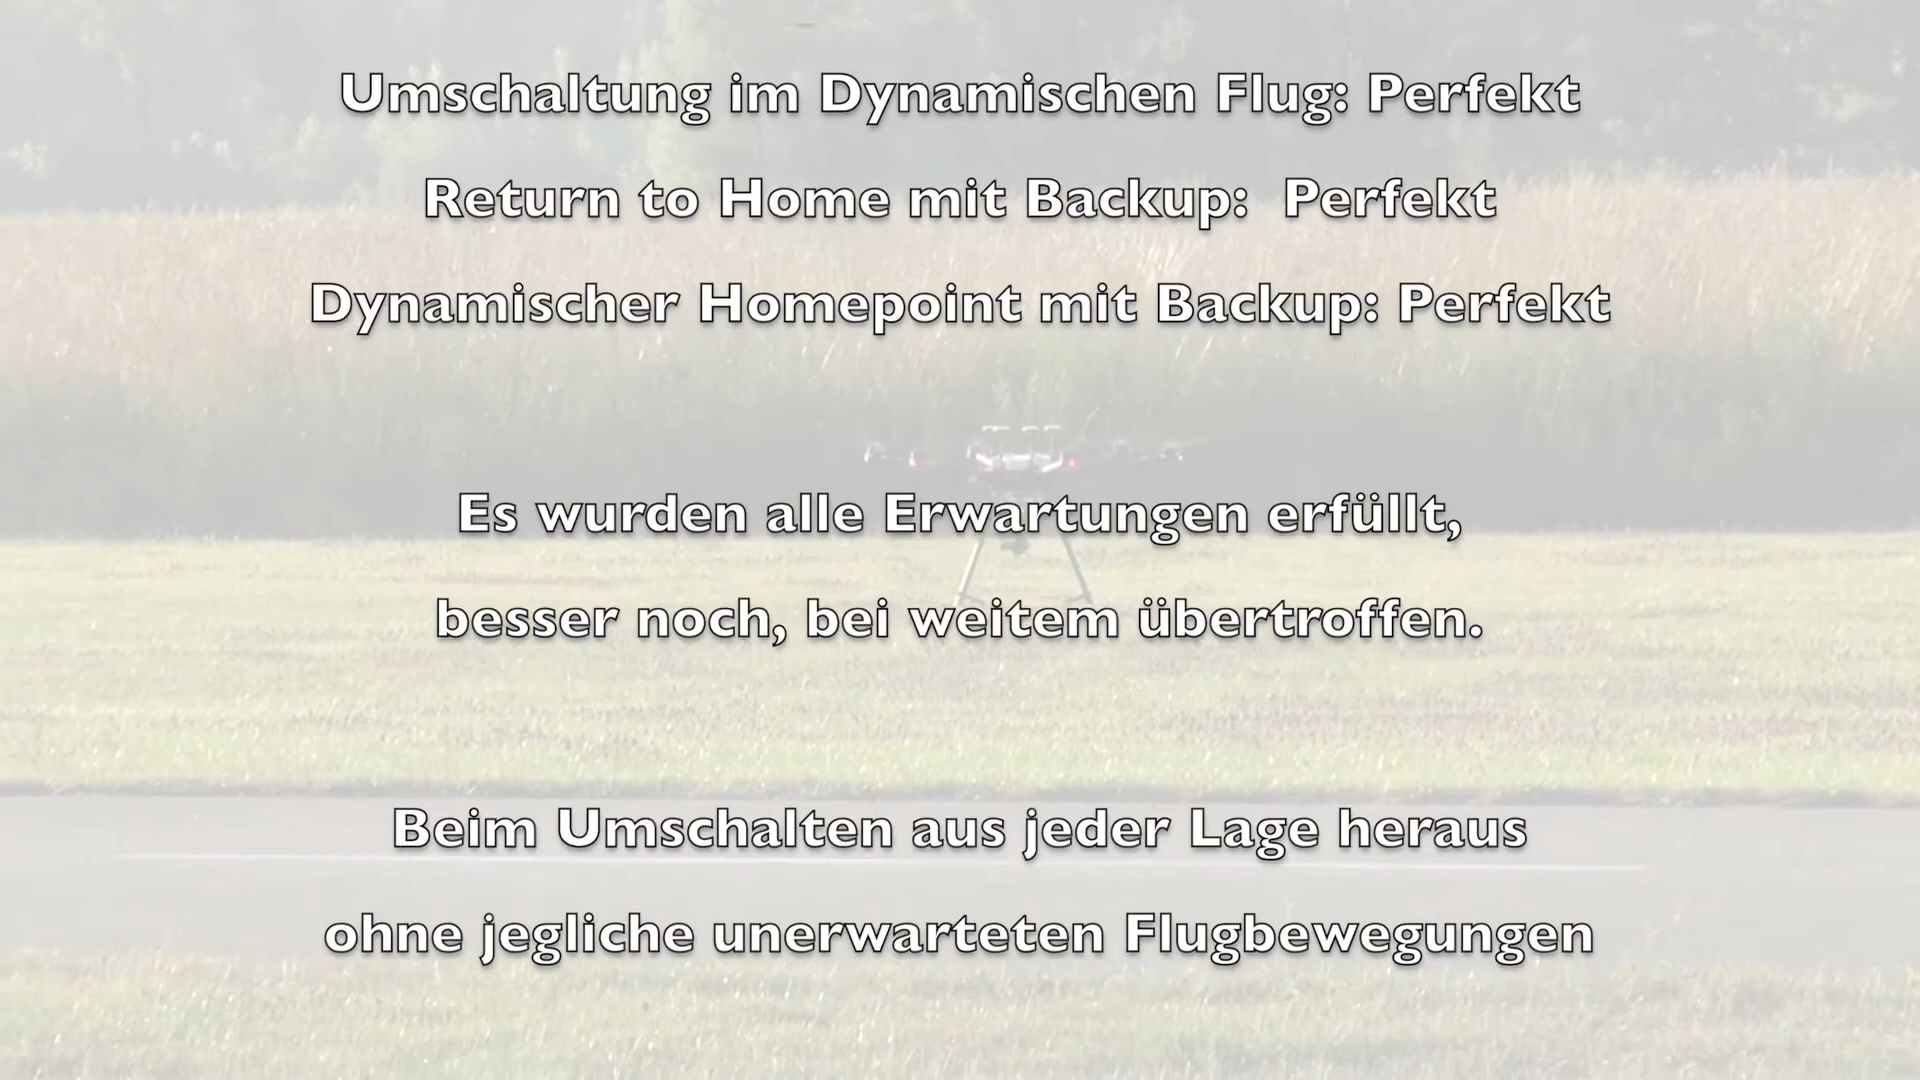 Umschaltung im Dynamischen Flug: Perfekt
Return to Home mit Backup: Perfekt
Dynamischer Homepoint mit Backup: Perfekt
Es wurden alle Erwartungen erfüllt,
besser noch, bei weitem übertroffen.
Beim Umschalten aus jeder Lage heraus
ohne jegliche unerwarteten Flugbewegungen